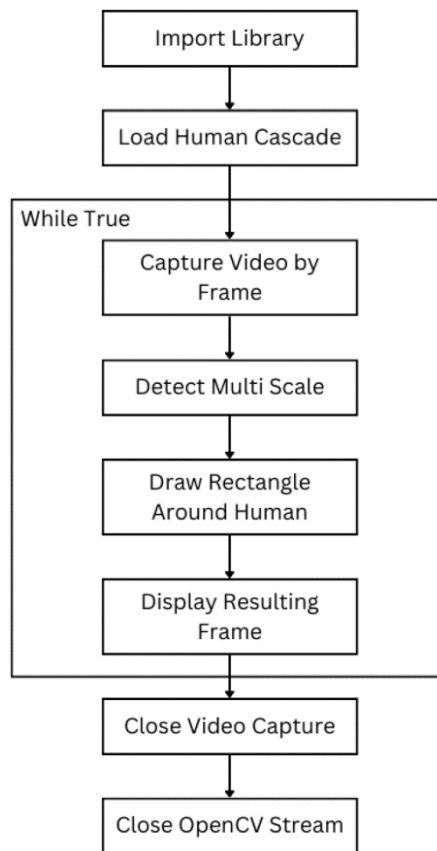 Import Library
Load Human Cascade
While True
Capture Video by
Frame
Detect Multi Scale
Draw Rectangle
Around Human
Display Resulting
Frame
Close Video Capture
Close OpenCV Stream